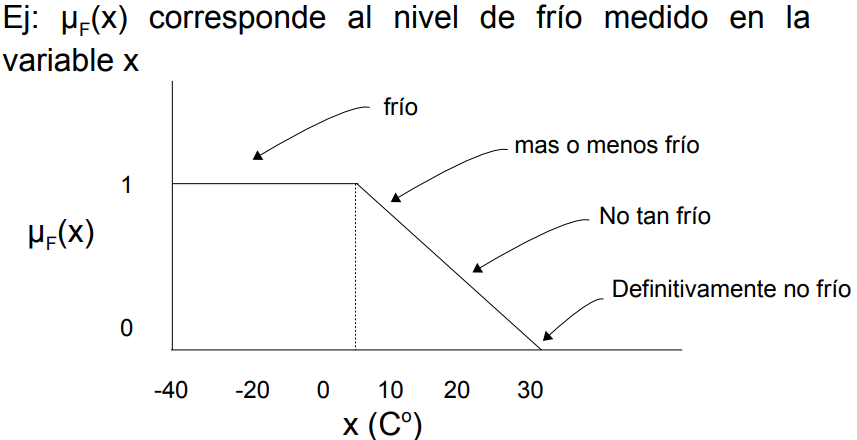 Ej: μF(x) corresponde al nivel de frío medido en la
variable x
frío
mas o menos frío
1
No tan frío
μF(x)
Definitivamente no frío
0
-40 -20 0 10 20 30
x (Cº)